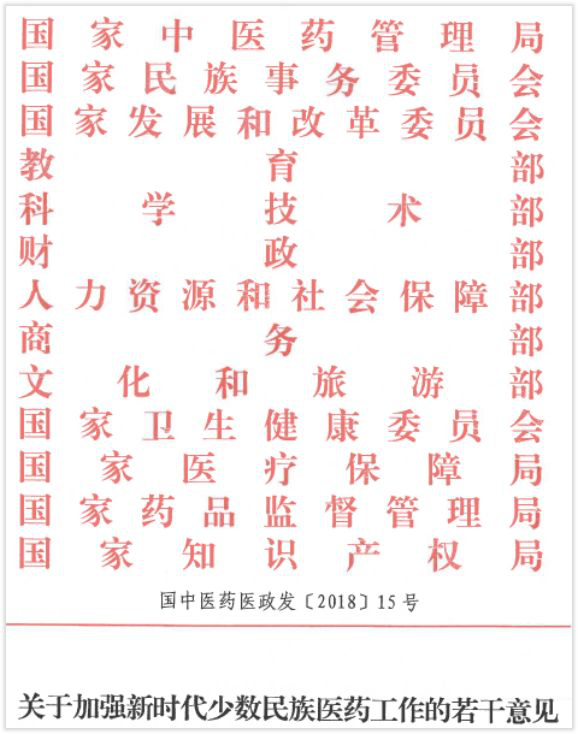 国家中医药管理局
国家民族事务委员会
国家发展和改革委员会
教育部
科学技术部
财政部
人力资源和社会保障部
商务部
文化和旅游部
国家卫生健康委员会
国家医疗保障局
国家药品监督管理局
国家知识产权局
国中医药医政发〔2018〕15号
关于加强新时代少数民族医药工作的若干意见